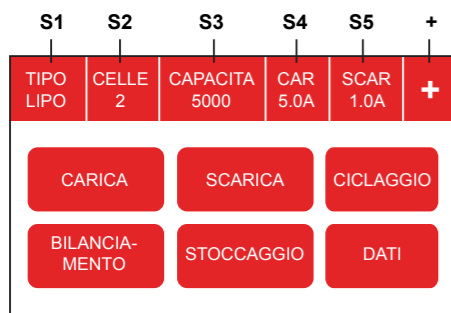 S1 S2 S3 S4 S5 +
TIPO CELLE CAPACITA CAR SCAR +
LIPO 2 5000 5.0A 1.0A
CARICA SCARICA CICLAGGIO
BILANCIA- STOCCAGGIO DATI
MENTO